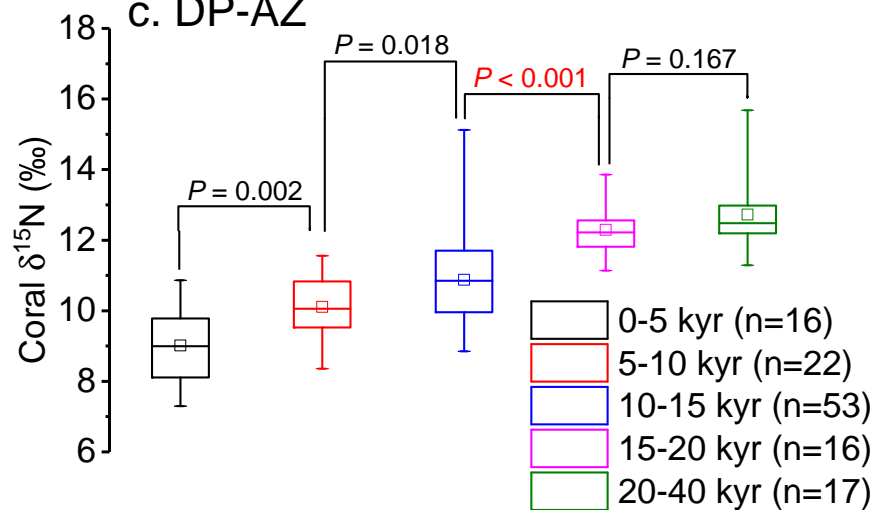 c. DP-AZ
18
16
14
12
10
8
6
Coral δ¹⁵N (‰)
P = 0.002
P = 0.018
P < 0.001
P = 0.167
0-5 kyr (n=16)
5-10 kyr (n=22)
10-15 kyr (n=53)
15-20 kyr (n=16)
20-40 kyr (n=17)